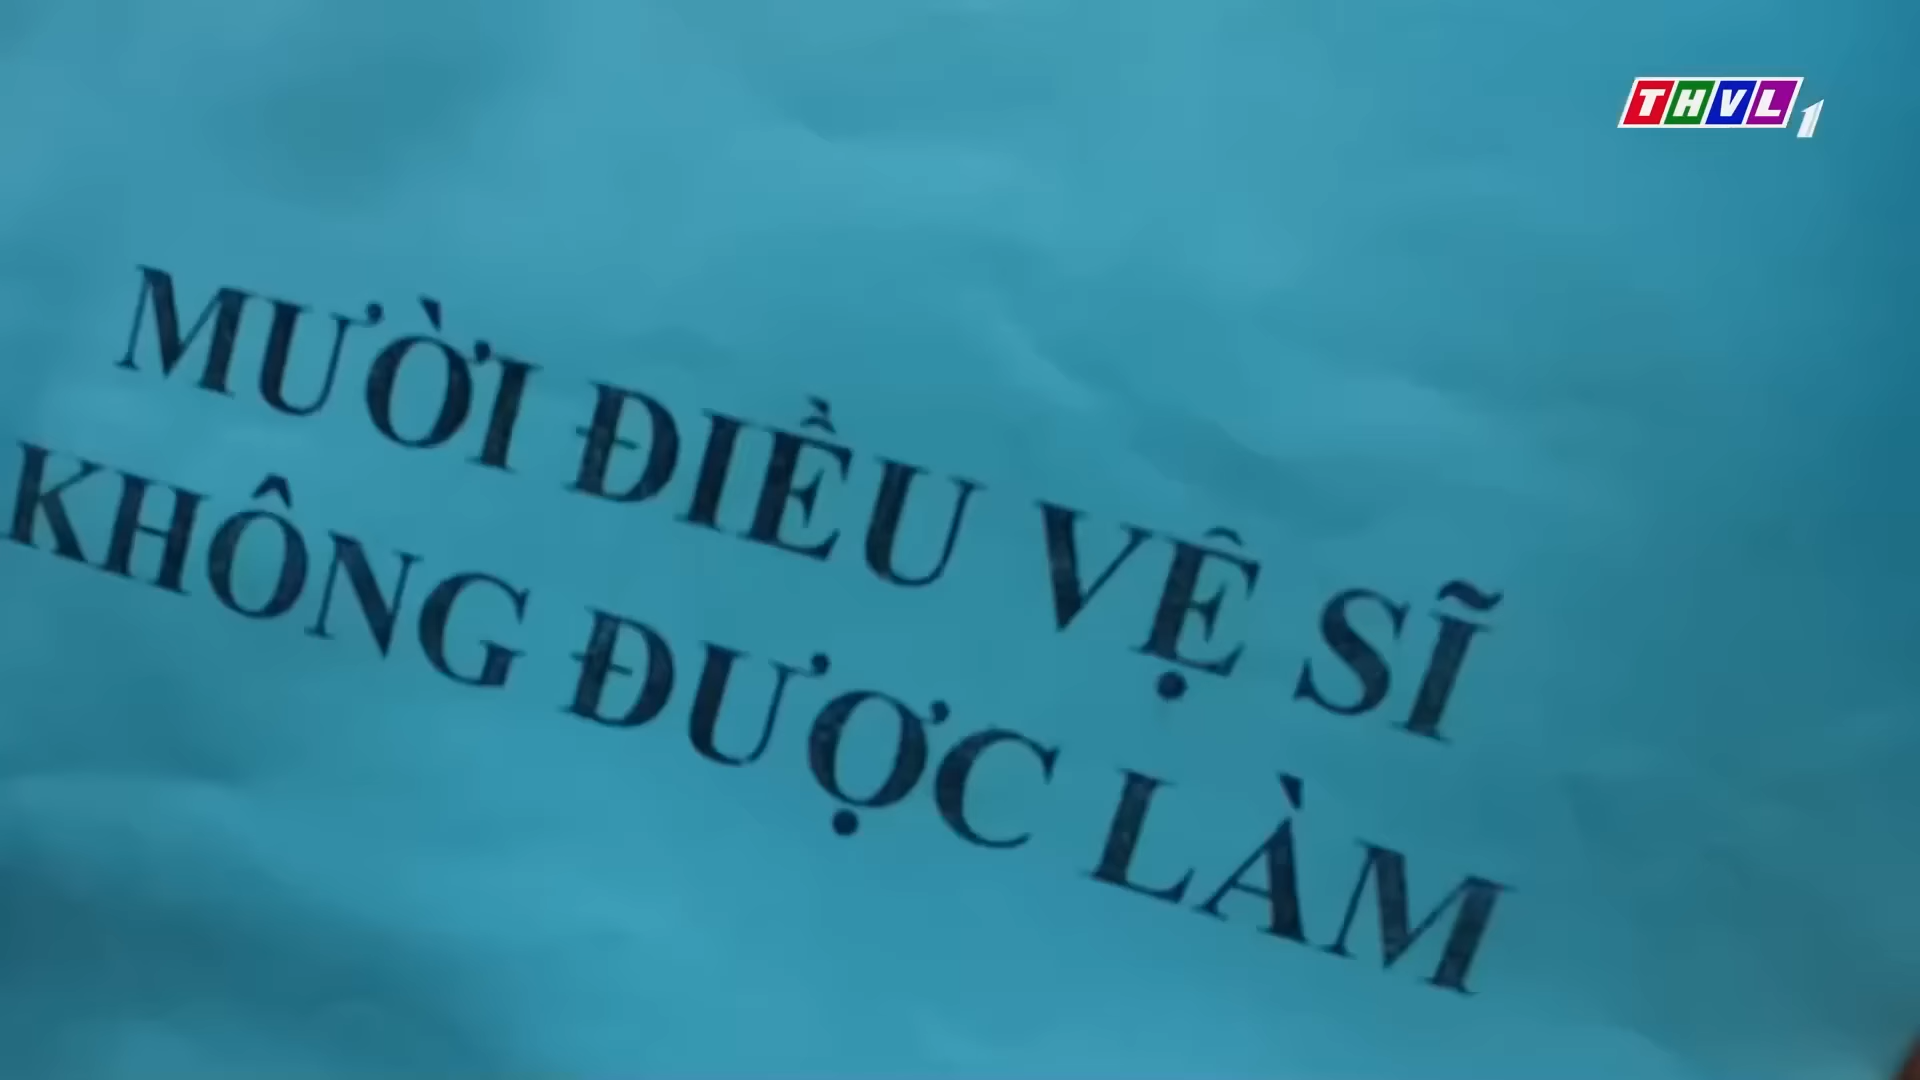 THVL1
MƯỜI ĐIỀU VỆ SĨ
KHÔNG ĐƯỢC LÀM